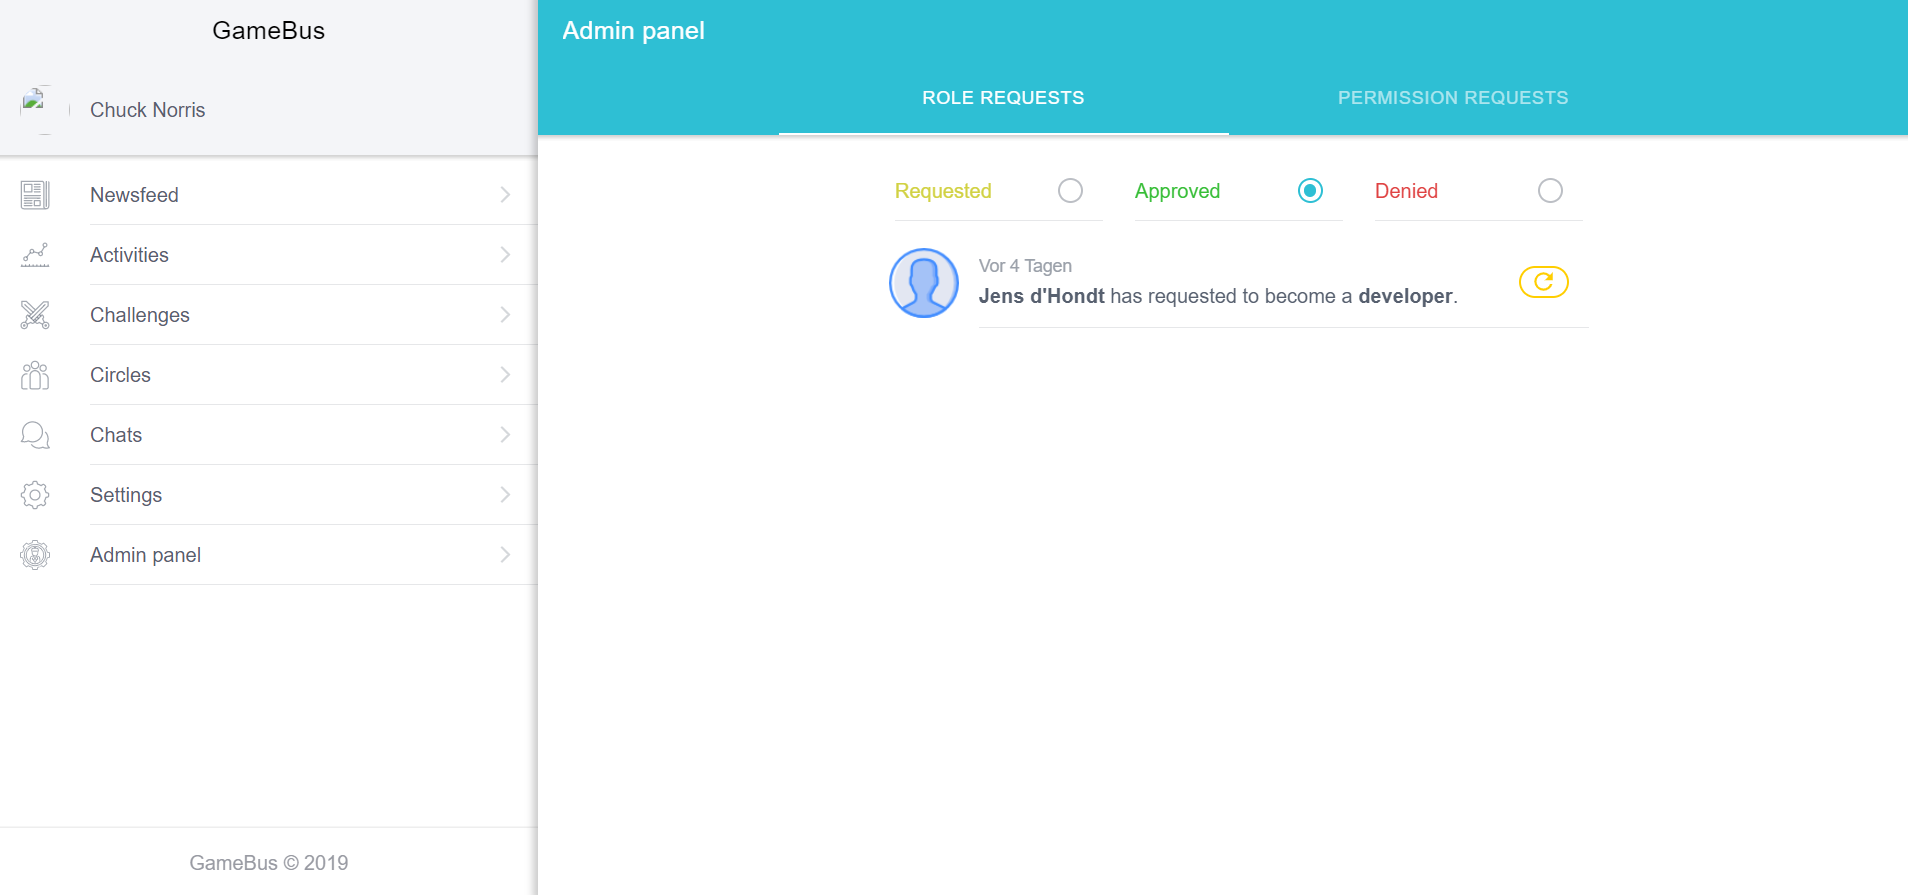 GameBus
Chuck Norris
Newsfeed
Activities
Challenges
Circles
Chats
Settings
Admin panel
GameBus © 2019
Admin panel
ROLE REQUESTS PERMISSION REQUESTS
Requested Approved Denied
Vor 4 Tagen
Jens d'Hondt has requested to become a developer.